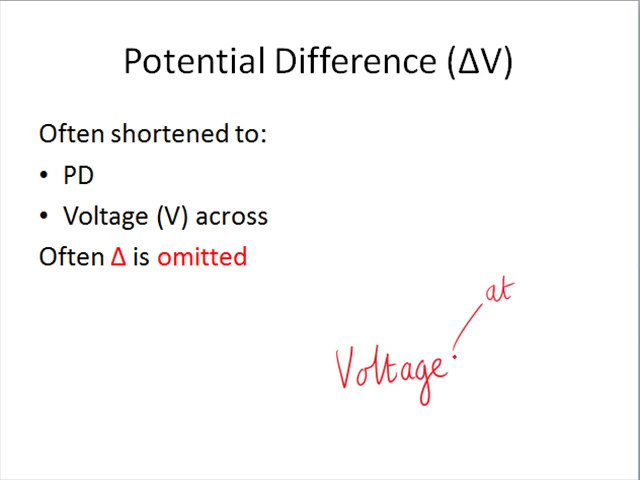 Potential Difference (ΔV)
Often shortened to:
• PD
• Voltage (V) across
Often Δ is omitted
at
Voltage